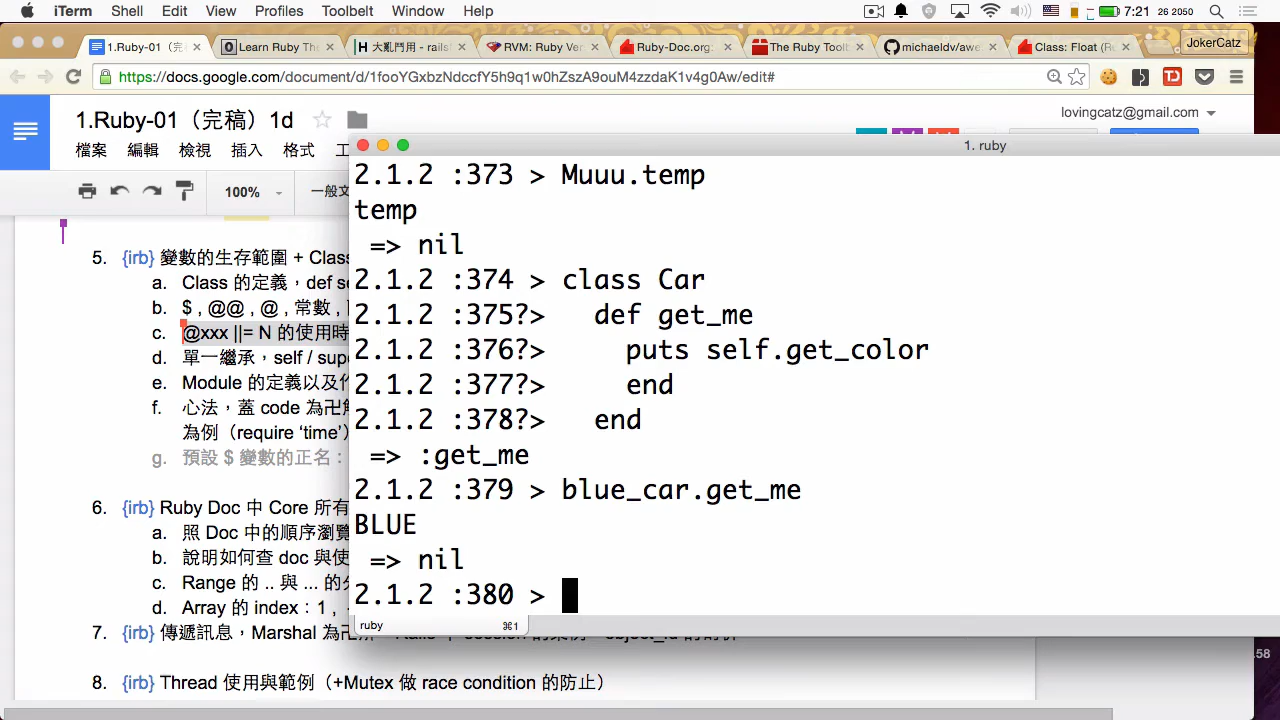 iTerm Shell Edit View Profiles Toolbelt Window Help 7:21 26 2050
1.Ruby-01（完 Learn Ruby The 大亂鬥用 - rails RVM: Ruby Ver Ruby-Doc.org The Ruby Toolb michaeldv/awe Class: Float (R JokerCatz
https://docs.google.com/document/d/1fooYGxbzNdcCfY5h9q1w0hZszA9ouM4zzdaK1v4g0Aw/edit#
1.Ruby-01（完稿）1d
lovingcatz@gmail.com
檔案 編輯 檢視 插入 格式
100%
1. ruby
2.1.2 :373 > Muuu.temp
temp
=> nil
2.1.2 :374 > class Car
2.1.2 :375?> def get_me
2.1.2 :376?> puts self.get_color
2.1.2 :377?> end
2.1.2 :378?> end
=> :get_me
2.1.2 :379 > blue_car.get_me
BLUE
=> nil
2.1.2 :380 >
ruby ⌘1
5. {irb} 變數的生存範圍 + Class
a. Class 的定義，def se
b. $ , @@ , @ , 常數 ,
c. @xxx ||= N 的使用時
d. 單一繼承，self / supe
e. Module 的定義以及作
f. 心法，蓋 code 為卍解
為例（require ‘time’）
g. 預設 $ 變數的正名：
6. {irb} Ruby Doc 中 Core 所有
a. 照 Doc 中的順序瀏覽
b. 說明如何查 doc 與使
c. Range 的 .. 與 ... 的
d. Array 的 index：1 ,
7. {irb} 傳遞訊息，Marshal 為卍解
8. {irb} Thread 使用與範例（+Mutex 做 race condition 的防止）